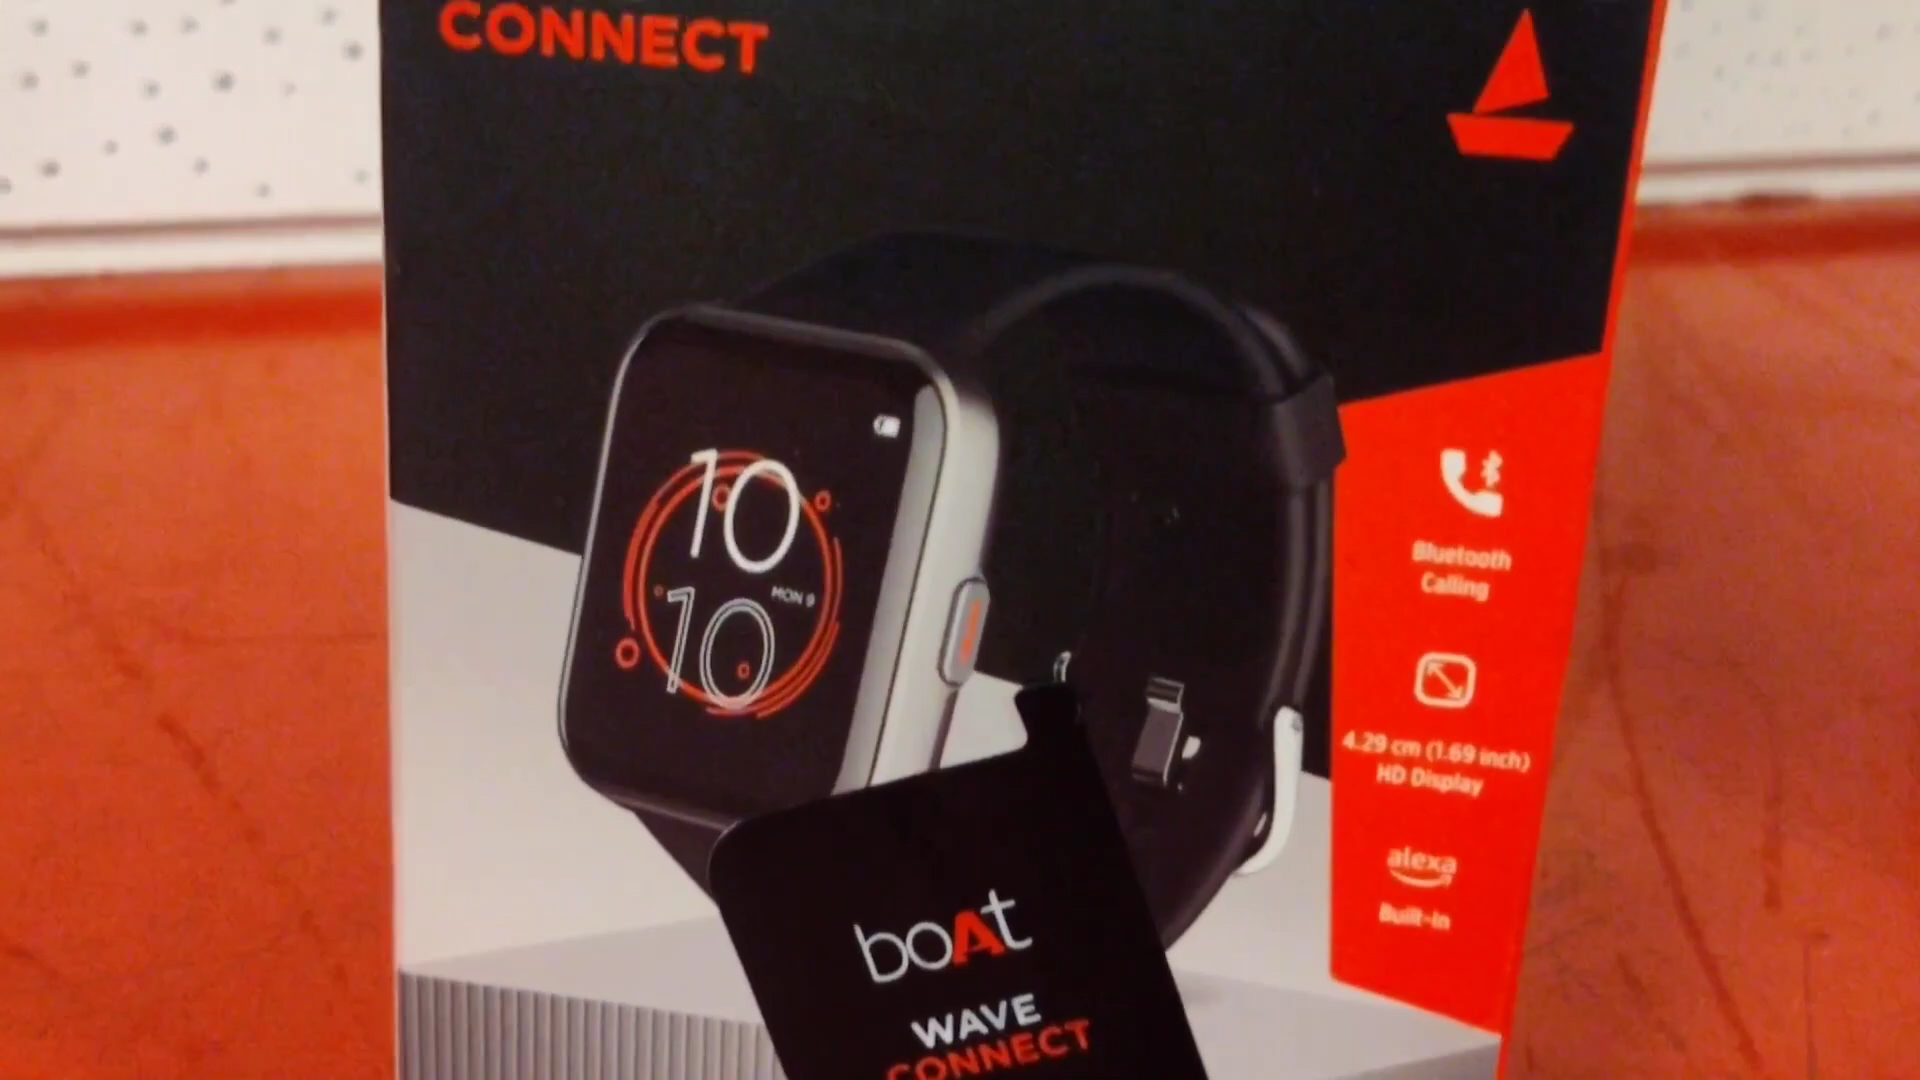 CONNECT
10
10
MON 9
Bluetooth
Calling
4.29 cm (1.69 inch)
HD Display
alexa
Built-in
boAt
WAVE
CONNECT